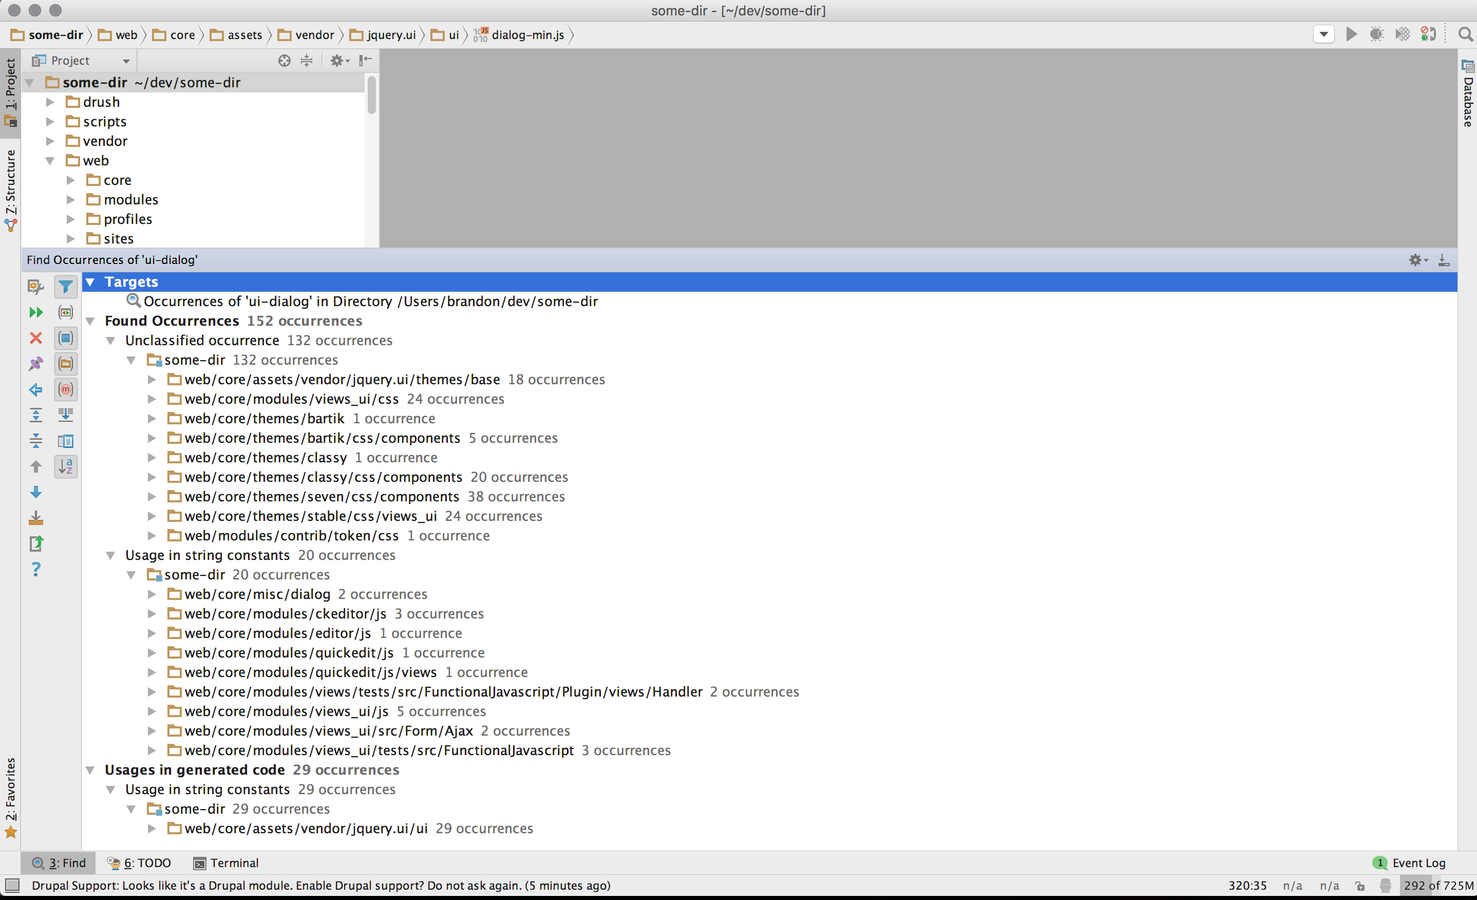 some-dir - [~/dev/some-dir]
some-dir web core assets vendor jquery.ui ui dialog-min.js
1: Project
Project
some-dir ~/dev/some-dir
drush
scripts
vendor
web
core
modules
profiles
sites
Z: Structure
Database
Find Occurrences of 'ui-dialog'
Targets
Occurrences of 'ui-dialog' in Directory /Users/brandon/dev/some-dir
Found Occurrences 152 occurrences
Unclassified occurrence 132 occurrences
some-dir 132 occurrences
web/core/assets/vendor/jquery.ui/themes/base 18 occurrences
web/core/modules/views_ui/css 24 occurrences
web/core/themes/bartik 1 occurrence
web/core/themes/bartik/css/components 5 occurrences
web/core/themes/classy 1 occurrence
web/core/themes/classy/css/components 20 occurrences
web/core/themes/seven/css/components 38 occurrences
web/core/themes/stable/css/views_ui 24 occurrences
web/modules/contrib/token/css 1 occurrence
Usage in string constants 20 occurrences
some-dir 20 occurrences
web/core/misc/dialog 2 occurrences
web/core/modules/ckeditor/js 3 occurrences
web/core/modules/editor/js 1 occurrence
web/core/modules/quickedit/js 1 occurrence
web/core/modules/quickedit/js/views 1 occurrence
web/core/modules/views/tests/src/FunctionalJavascript/Plugin/views/Handler 2 occurrences
web/core/modules/views_ui/js 5 occurrences
web/core/modules/views_ui/src/Form/Ajax 2 occurrences
web/core/modules/views_ui/tests/src/FunctionalJavascript 3 occurrences
Usages in generated code 29 occurrences
Usage in string constants 29 occurrences
some-dir 29 occurrences
web/core/assets/vendor/jquery.ui/ui 29 occurrences
2: Favorites
3: Find 6: TODO Terminal 1 Event Log
Drupal Support: Looks like it's a Drupal module. Enable Drupal support? Do not ask again. (5 minutes ago) 320:35 n/a n/a 292 of 725M